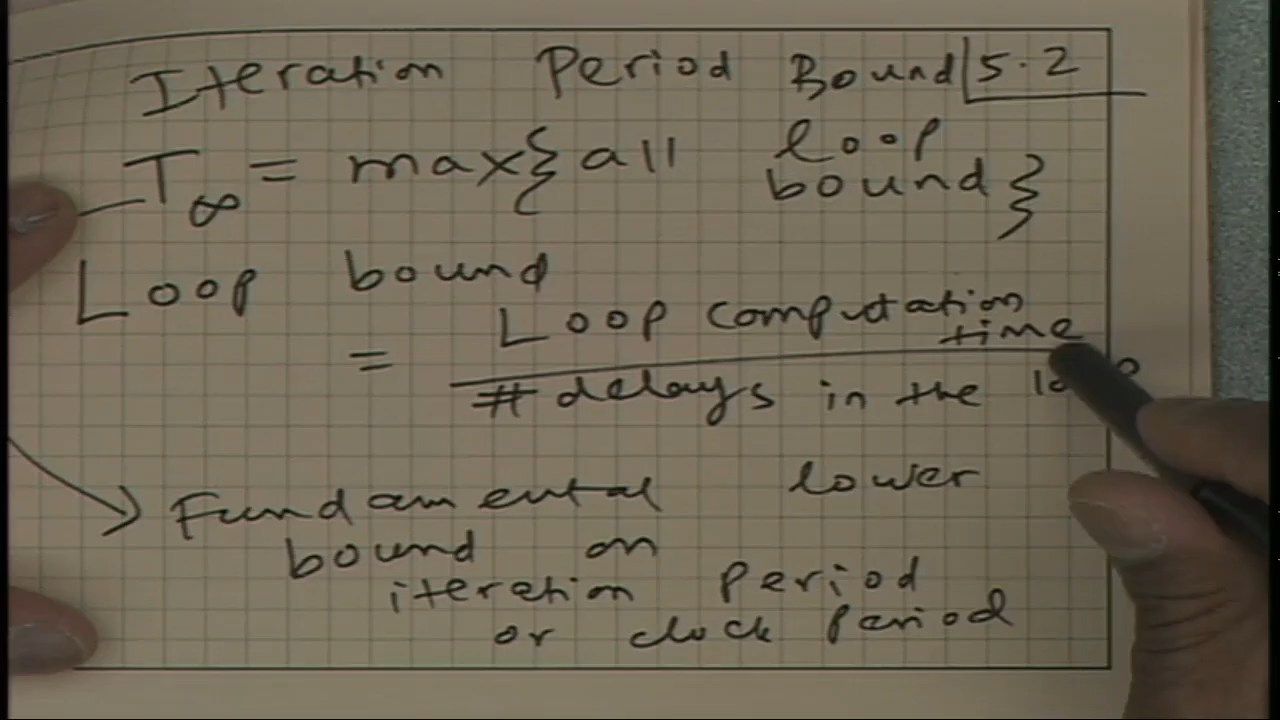 Iteration Period Bound 5.2
T∞ = max{all loop
bound}
Loop bound
= Loop computation
time
# delays in the
Fundamental lower
bound on
iteration period
or clock period